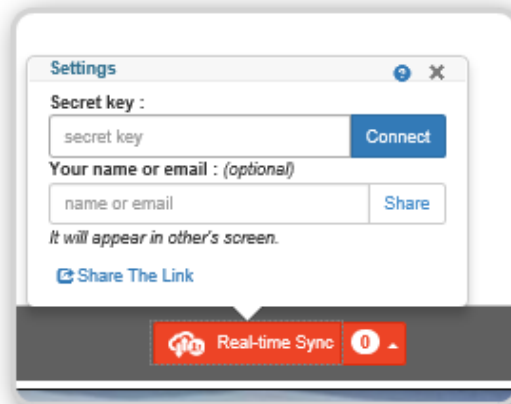 Settings
Secret key :
secret key Connect
Your name or email : (optional)
name or email Share
It will appear in other's screen.
Share The Link
Real-time Sync 0